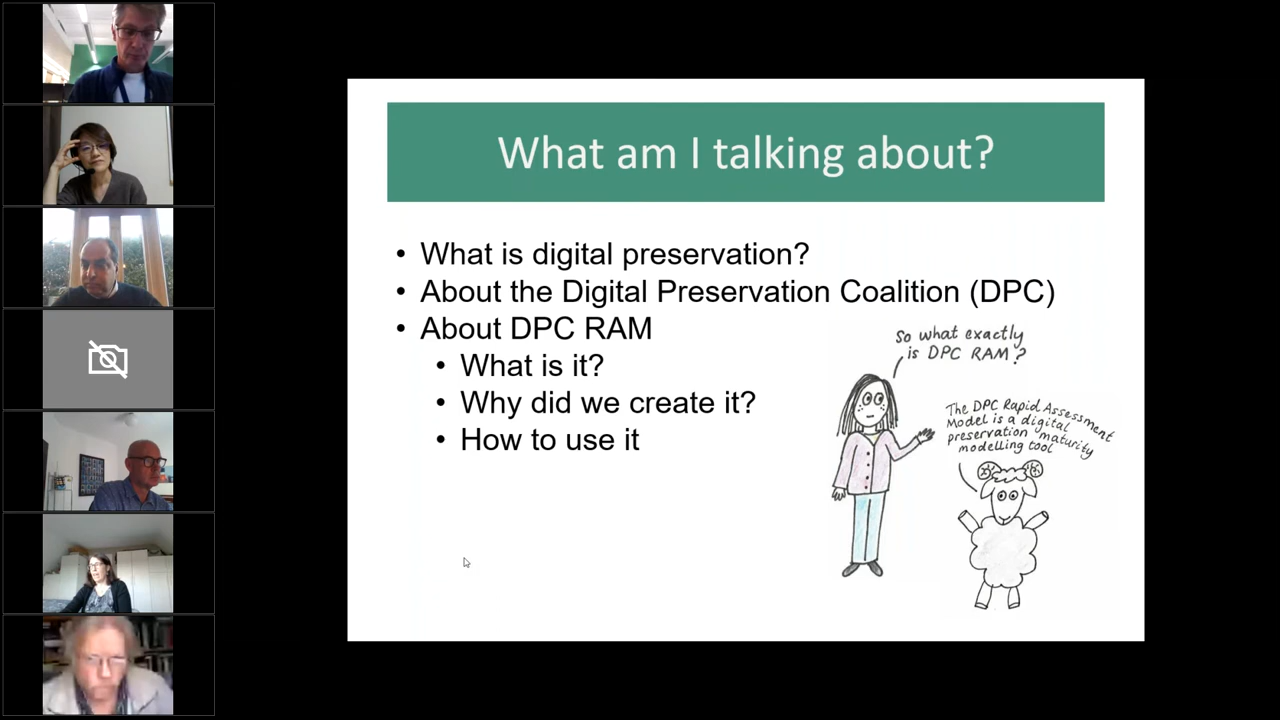 What am I talking about?
• What is digital preservation?
• About the Digital Preservation Coalition (DPC)
• About DPC RAM
• What is it?
• Why did we create it?
• How to use it
So what exactly
is DPC RAM?
The DPC Rapid Assessment
Model is a digital
preservation maturity
modelling tool